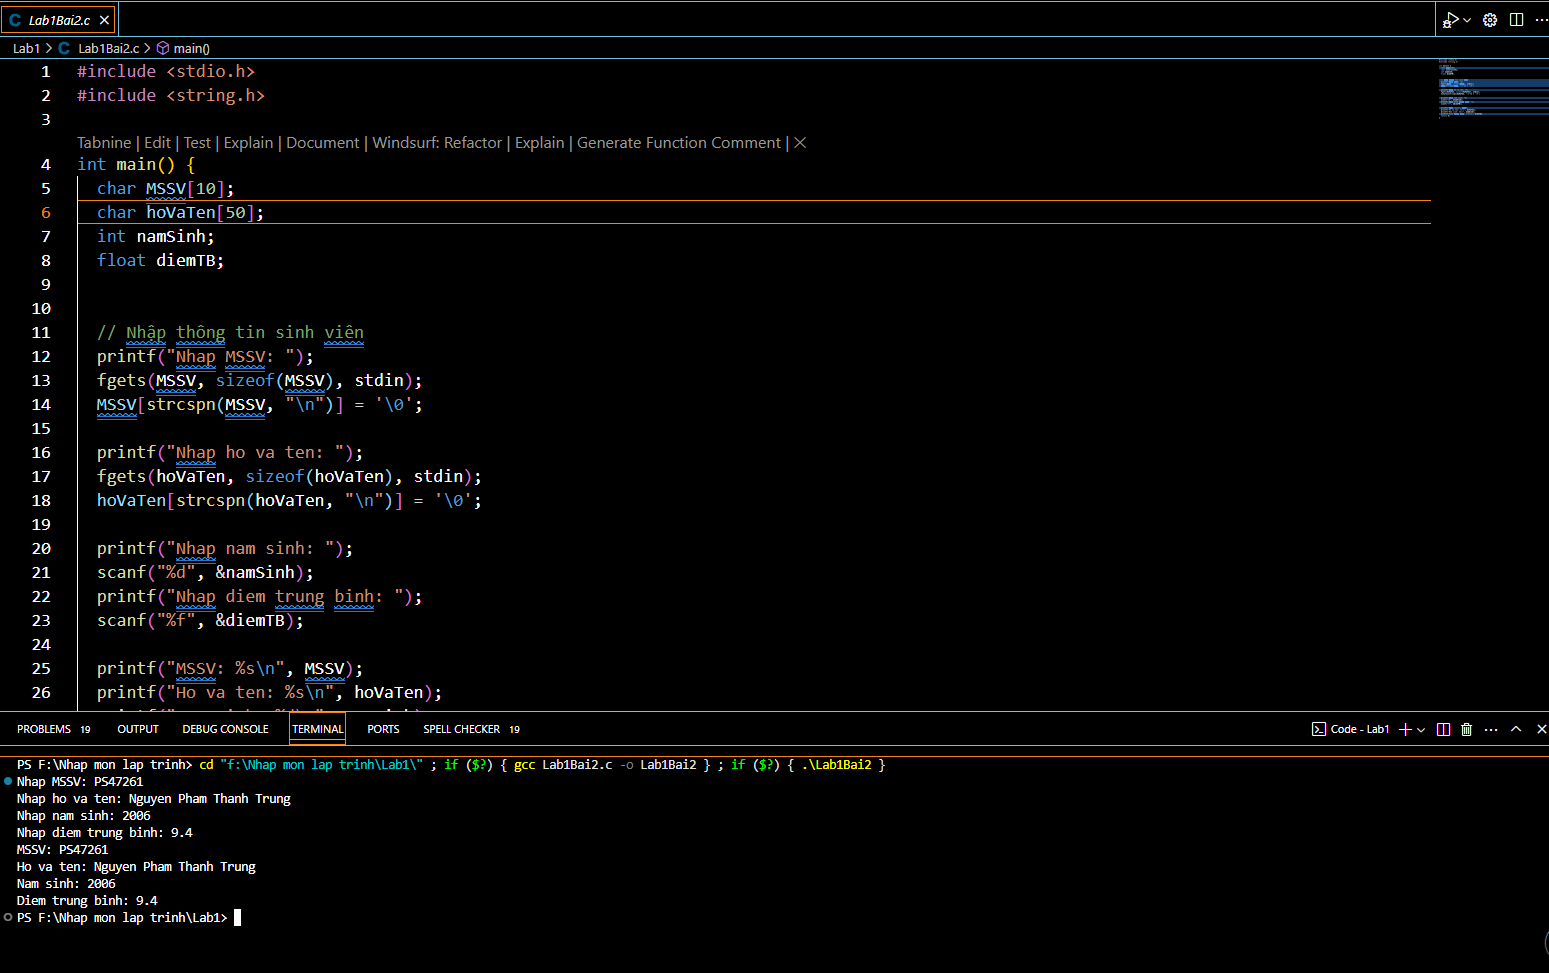 Lab1Bai2.c
Lab1 > Lab1Bai2.c > main()
1 #include <stdio.h>
2 #include <string.h>
3
Tabnine | Edit | Test | Explain | Document | Windsurf: Refactor | Explain | Generate Function Comment | X
4 int main() {
5 char MSSV[10];
6 char hoVaTen[50];
7 int namSinh;
8 float diemTB;
9
10
11 // Nhập thông tin sinh viên
12 printf("Nhap MSSV: ");
13 fgets(MSSV, sizeof(MSSV), stdin);
14 MSSV[strcspn(MSSV, "\n")] = '\0';
15
16 printf("Nhap ho va ten: ");
17 fgets(hoVaTen, sizeof(hoVaTen), stdin);
18 hoVaTen[strcspn(hoVaTen, "\n")] = '\0';
19
20 printf("Nhap nam sinh: ");
21 scanf("%d", &namSinh);
22 printf("Nhap diem trung binh: ");
23 scanf("%f", &diemTB);
24
25 printf("MSSV: %s\n", MSSV);
26 printf("Ho va ten: %s\n", hoVaTen);
PROBLEMS 19 OUTPUT DEBUG CONSOLE TERMINAL PORTS SPELL CHECKER 19 Code - Lab1
PS F:\Nhap mon lap trinh> cd "f:\Nhap mon lap trinh\Lab1\" ; if ($?) { gcc Lab1Bai2.c -o Lab1Bai2 } ; if ($?) { .\Lab1Bai2 }
Nhap MSSV: PS47261
Nhap ho va ten: Nguyen Pham Thanh Trung
Nhap nam sinh: 2006
Nhap diem trung binh: 9.4
MSSV: PS47261
Ho va ten: Nguyen Pham Thanh Trung
Nam sinh: 2006
Diem trung binh: 9.4
PS F:\Nhap mon lap trinh\Lab1>